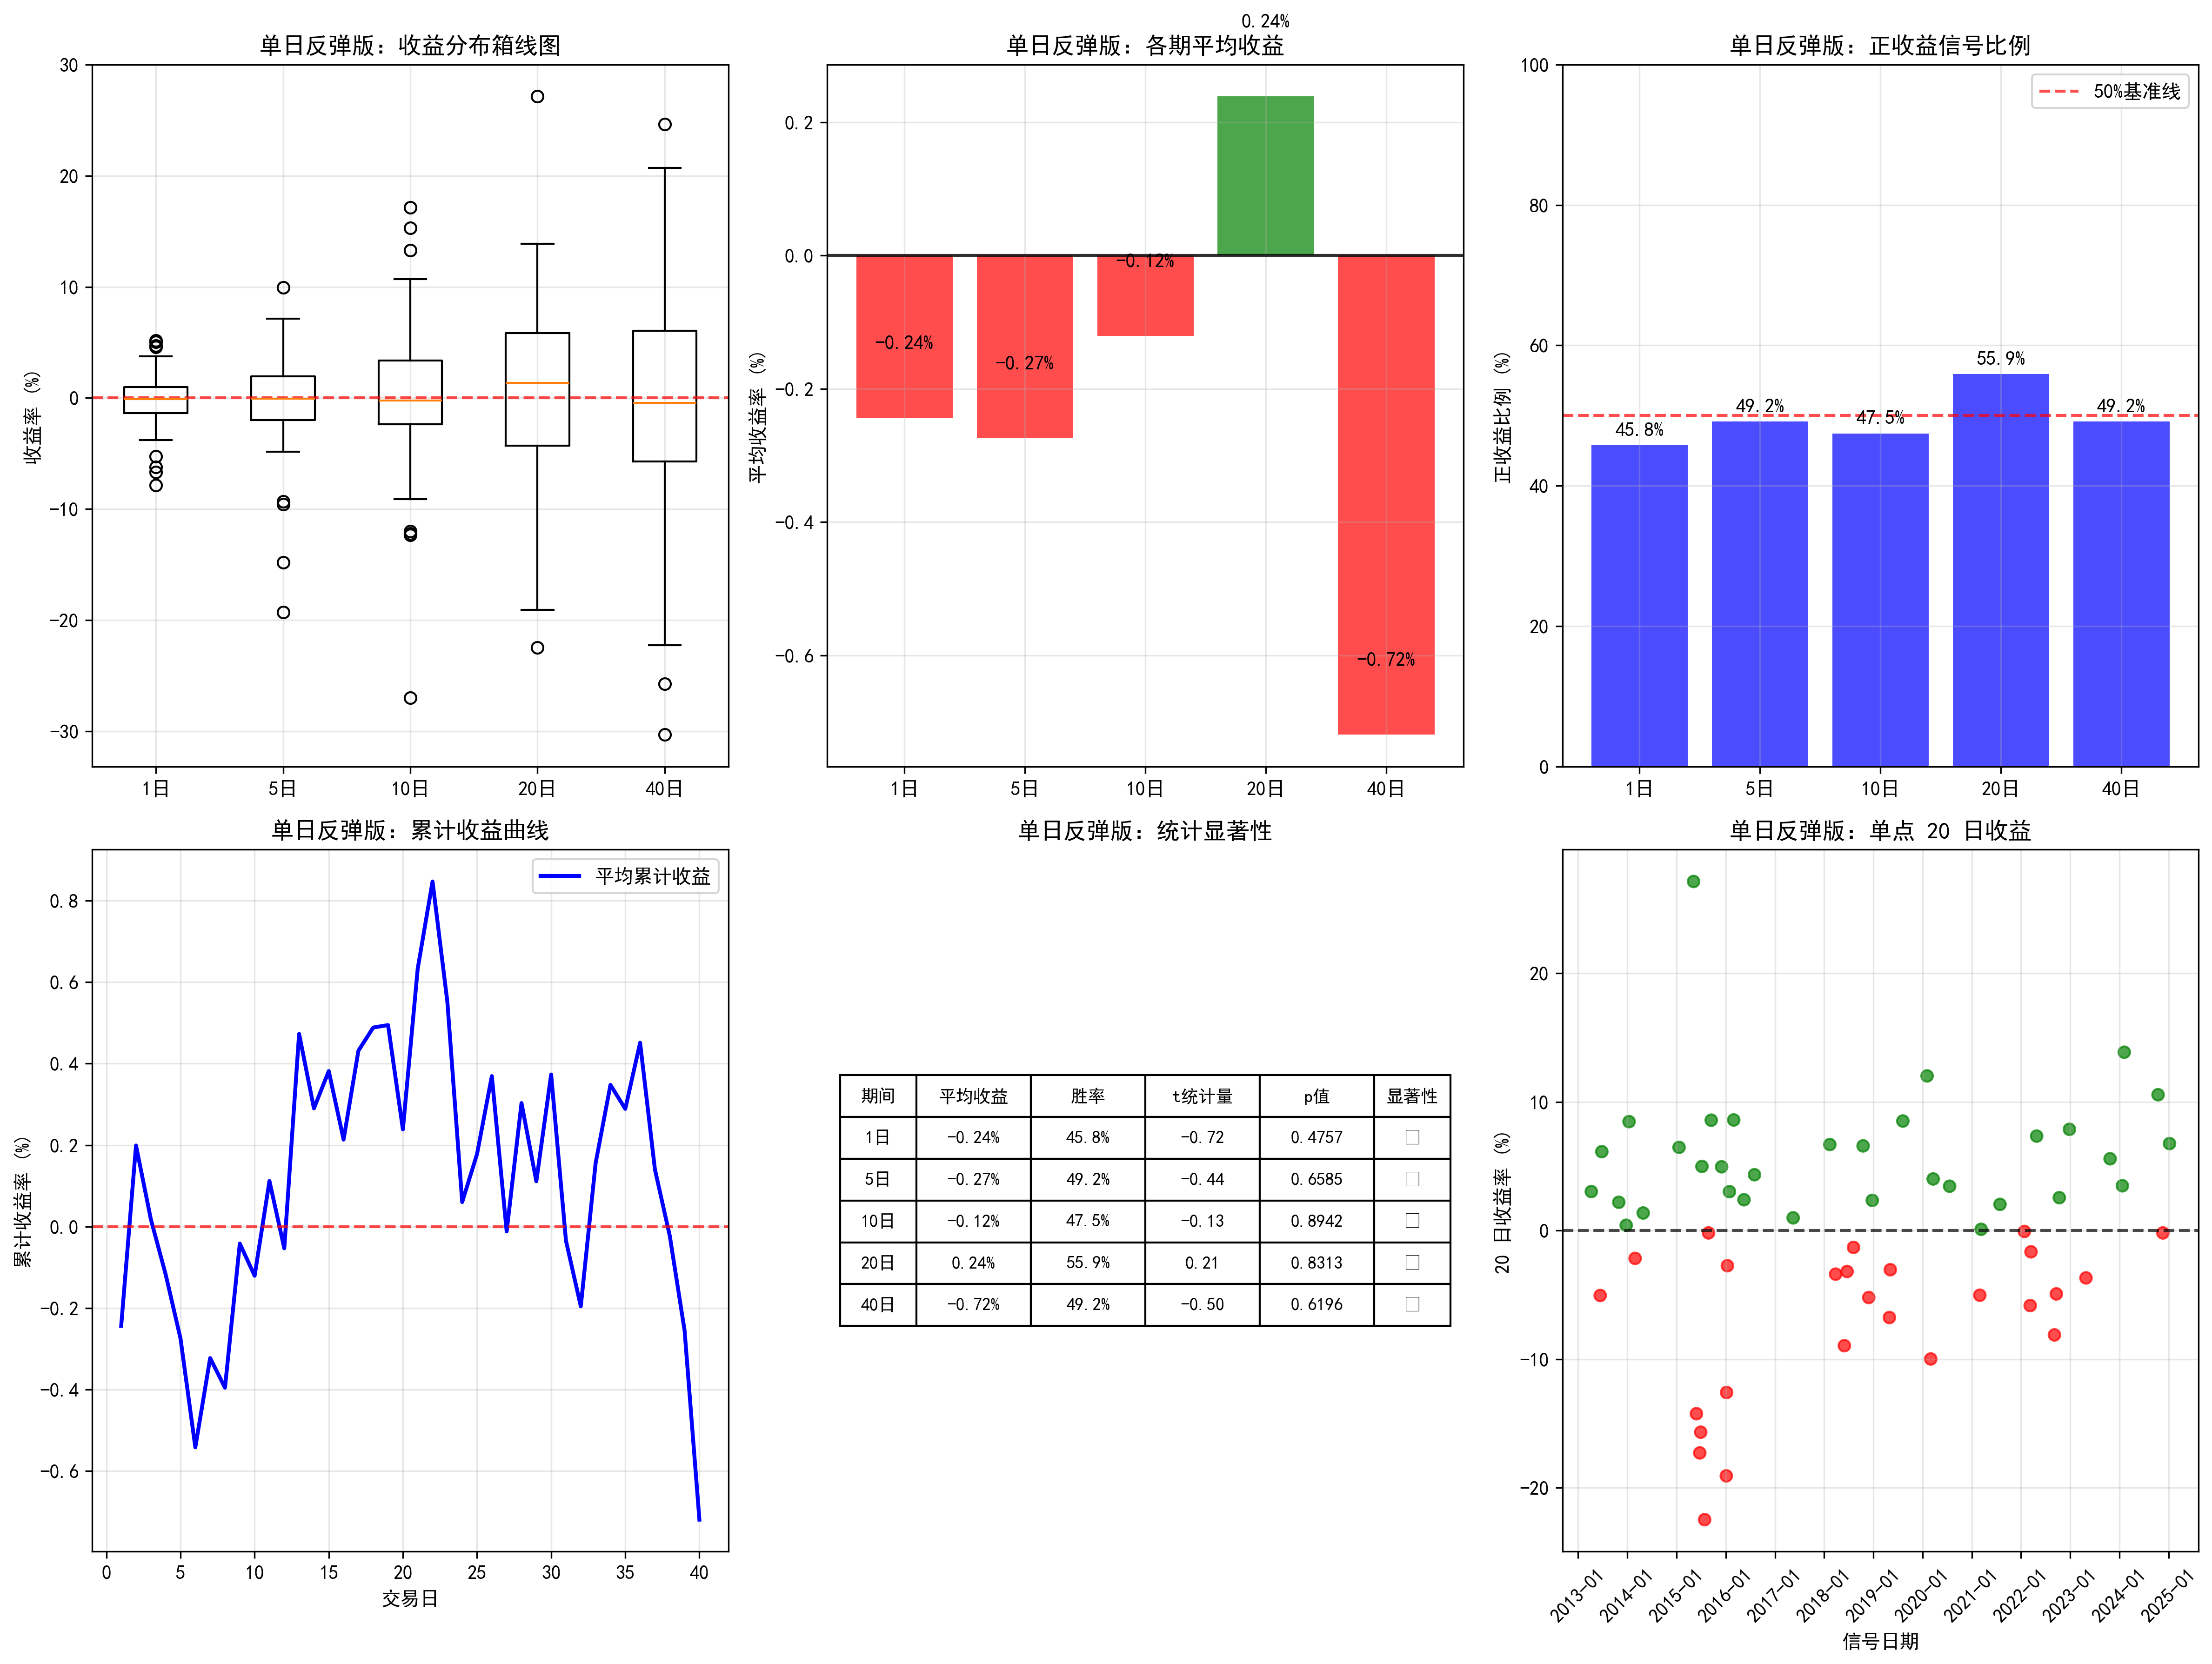 单日反弹版：收益分布箱线图
收益率 (%)
30
20
10
0
-10
-20
-30
1日 5日 10日 20日 40日
0.24%
单日反弹版：各期平均收益
平均收益率 (%)
0.2
0.0
-0.2
-0.4
-0.6
-0.24% -0.27% -0.12% -0.72%
1日 5日 10日 20日 40日
单日反弹版：正收益信号比例
正收益比例 (%)
100
80
60
40
20
0
50%基准线
45.8% 49.2% 47.5% 55.9% 49.2%
1日 5日 10日 20日 40日
单日反弹版：累计收益曲线
累计收益率 (%)
0.8
0.6
0.4
0.2
0.0
-0.2
-0.4
-0.6
平均累计收益
0 5 10 15 20 25 30 35 40
交易日
单日反弹版：统计显著性
期间 平均收益 胜率 t统计量 p值 显著性
1日 -0.24% 45.8% -0.72 0.4757 □
5日 -0.27% 49.2% -0.44 0.6585 □
10日 -0.12% 47.5% -0.13 0.8942 □
20日 0.24% 55.9% 0.21 0.8313 □
40日 -0.72% 49.2% -0.50 0.6196 □
单日反弹版：单点 20 日收益
20 日收益率 (%)
20
10
0
-10
-20
2013-01 2014-01 2015-01 2016-01 2017-01 2018-01 2019-01 2020-01 2021-01 2022-01 2023-01 2024-01 2025-01
信号日期